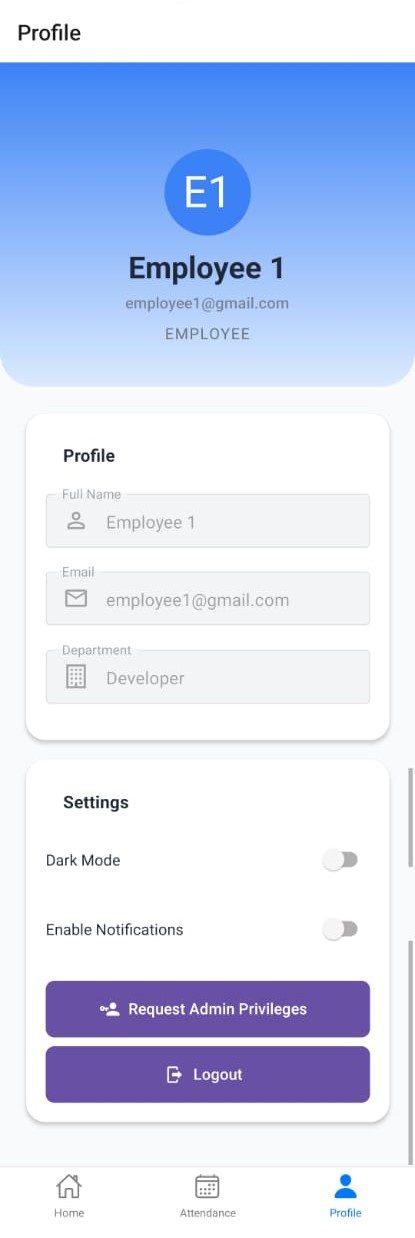 Profile
E1
Employee 1
employee1@gmail.com
EMPLOYEE
Profile
Full Name
Employee 1
Email
employee1@gmail.com
Department
Developer
Settings
Dark Mode
Enable Notifications
Request Admin Privileges
Logout
Home
Attendance
Profile